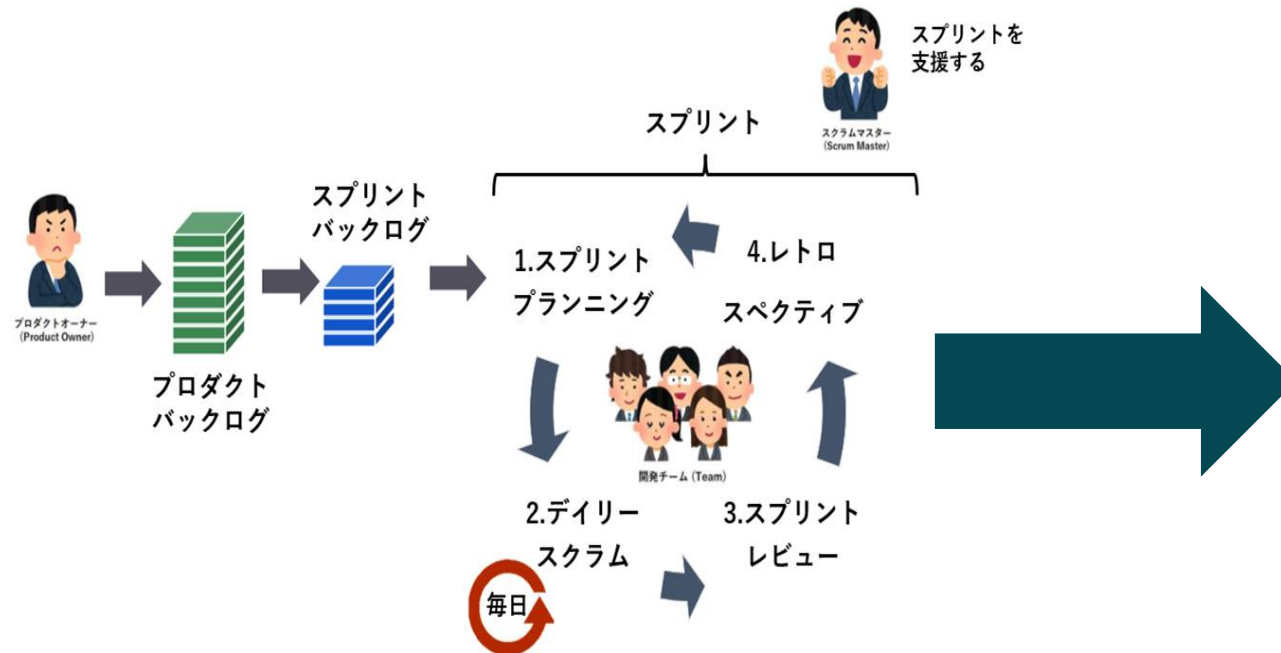 スプリントを
支援する
スクラムマスター
(Scrum Master)
スプリント
スプリント
バックログ
プロダクトオーナー
(Product Owner)
プロダクト
バックログ
1.スプリント
プランニング
4.レトロ
スペクティブ
開発チーム (Team)
2.デイリー
スクラム
3.スプリント
レビュー
毎日